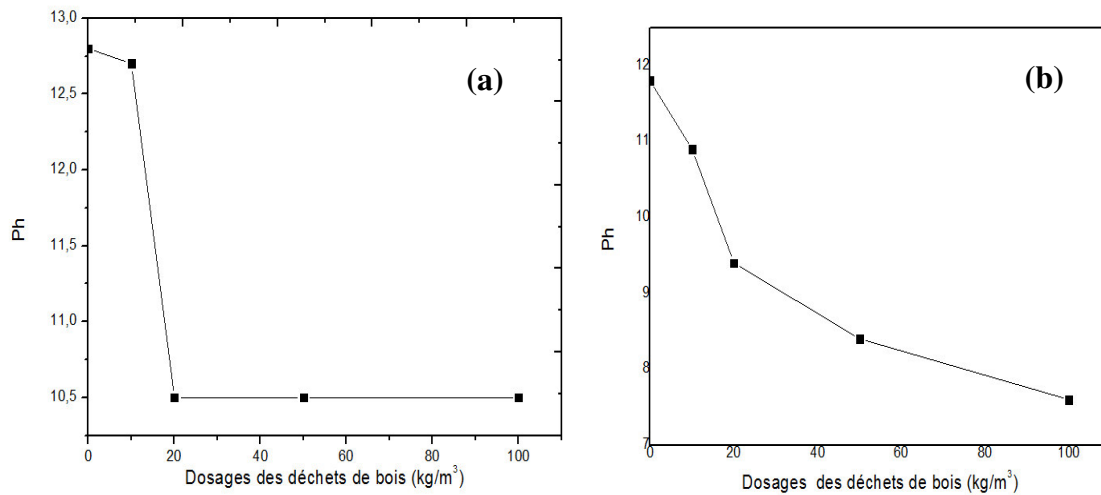 (a)
Ph
13,0
12,5
12,0
11,5
11,0
10,5
0 20 40 60 80 100
Dosages des déchets de bois (kg/m³)
(b)
Ph
12
11
10
9
8
7
0 20 40 60 80 100
Dosages des déchets de bois (kg/m³)